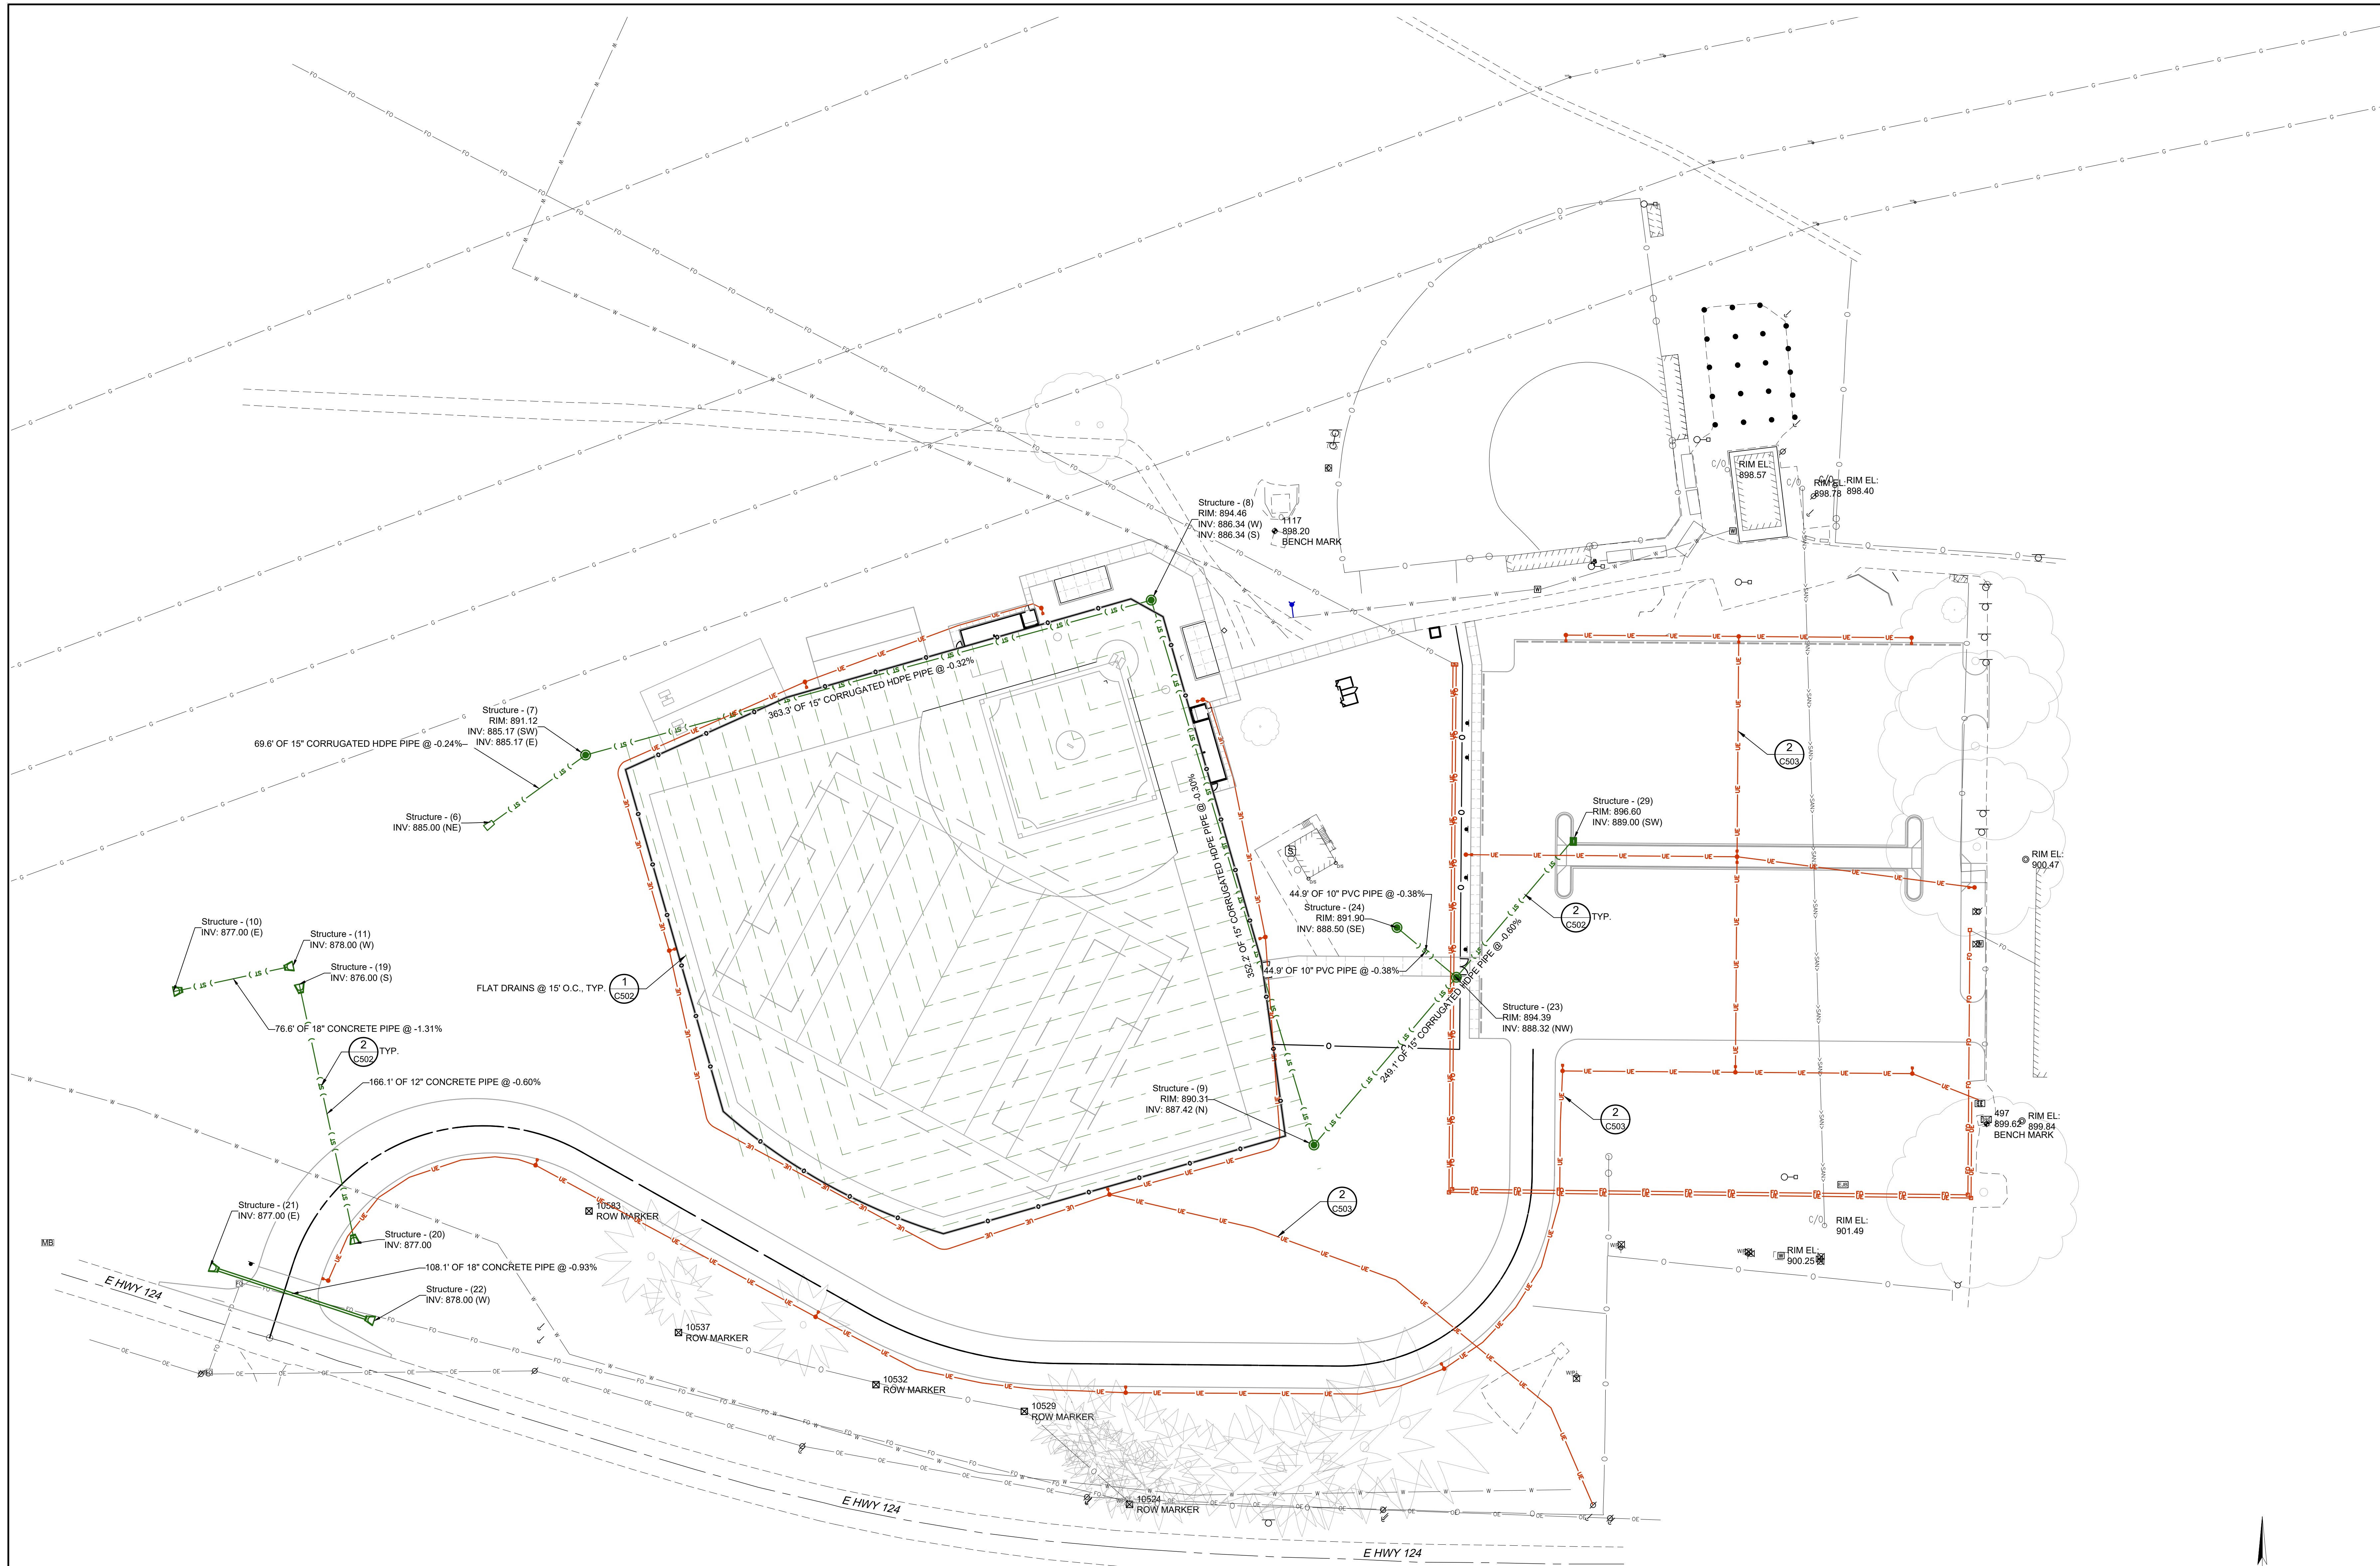 Structure - (8)
RIM: 894.46
INV: 886.34 (W)
INV: 886.34 (S)
1117
898.20
BENCH MARK
C/O
RIM EL:
898.57
C/O
RIM EL:
898.78
C/O
RIM EL:
898.40
363.3' OF 15" CORRUGATED HDPE PIPE @ -0.32%
Structure - (7)
RIM: 891.12
INV: 885.17 (SW)
INV: 885.17 (E)
69.6' OF 15" CORRUGATED HDPE PIPE @ -0.24%
Structure - (6)
INV: 885.00 (NE)
352.2' OF 15" CORRUGATED HDPE PIPE @ -0.30%
2
C503
Structure - (29)
RIM: 896.60
INV: 889.00 (SW)
S
RIM EL:
900.47
44.9' OF 10" PVC PIPE @ -0.38%
Structure - (24)
RIM: 891.90
INV: 888.50 (SE)
2
C502
TYP.
44.9' OF 10" PVC PIPE @ -0.38%
Structure - (10)
INV: 877.00 (E)
Structure - (11)
INV: 878.00 (W)
Structure - (19)
INV: 876.00 (S)
FLAT DRAINS @ 15' O.C., TYP.
1
C502
249.1' OF 15" CORRUGATED HDPE PIPE @ -0.60%
Structure - (23)
RIM: 894.39
INV: 888.32 (NW)
76.6' OF 18" CONCRETE PIPE @ -1.31%
2
C502
TYP.
166.1' OF 12" CONCRETE PIPE @ -0.60%
Structure - (9)
RIM: 890.31
INV: 887.42 (N)
2
C503
497
899.62
BENCH MARK
RIM EL:
899.84
2
C503
Structure - (21)
INV: 877.00 (E)
10583
ROW MARKER
Structure - (20)
INV: 877.00
MB
C/O
RIM EL:
901.49
RIM EL:
900.25
108.1' OF 18" CONCRETE PIPE @ -0.93%
Structure - (22)
INV: 878.00 (W)
E HWY 124
10537
ROW MARKER
10532
ROW MARKER
10529
ROW MARKER
10524
ROW MARKER
E HWY 124
E HWY 124